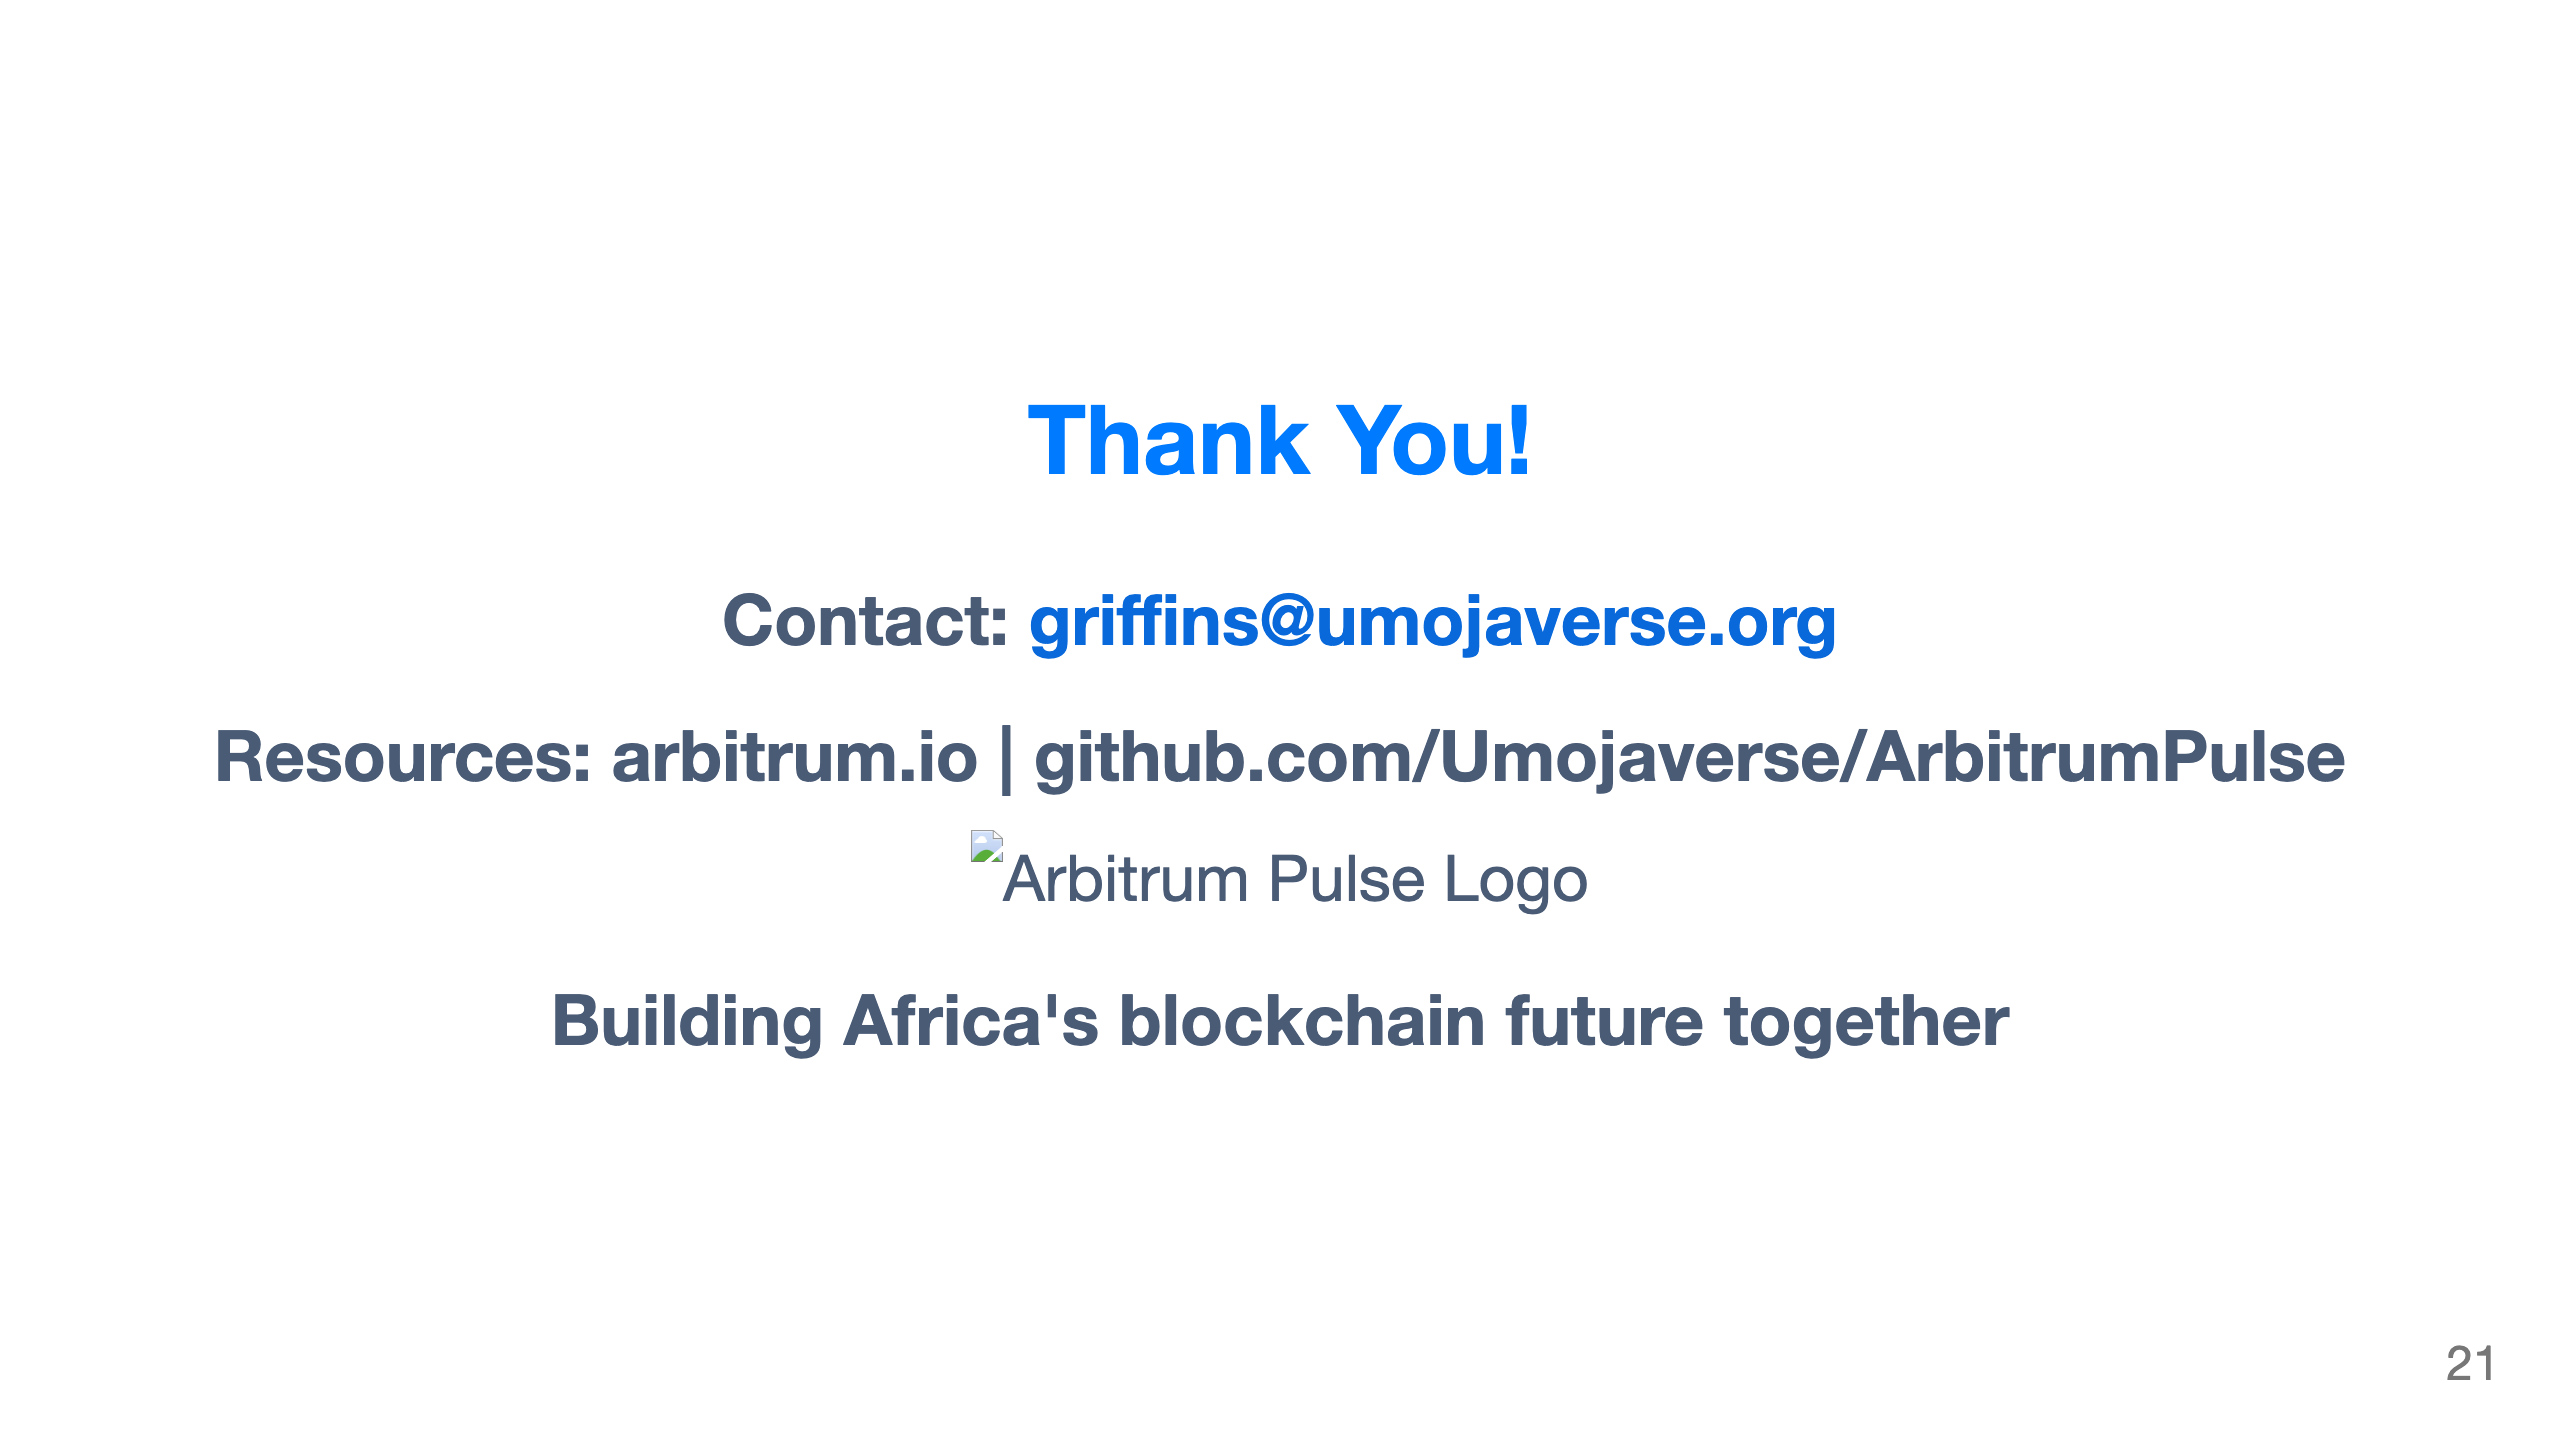 Thank You!
Contact: griffins@umojaverse.org
Resources: arbitrum.io | github.com/Umojaverse/ArbitrumPulse
Arbitrum Pulse Logo
Building Africa's blockchain future together
21